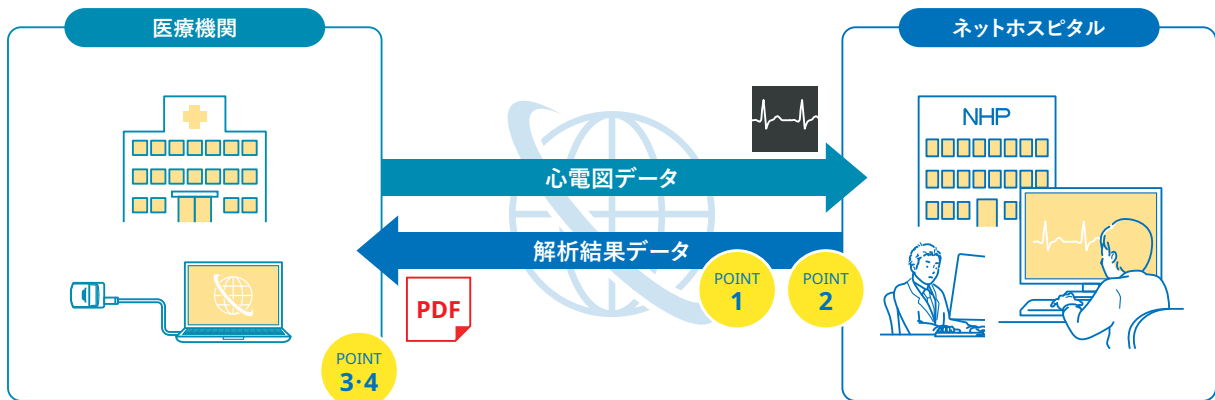 医療機関
ネットホスピタル
NHP
心電図データ
解析結果データ
PDF
POINT
1
POINT
2
POINT
3・4